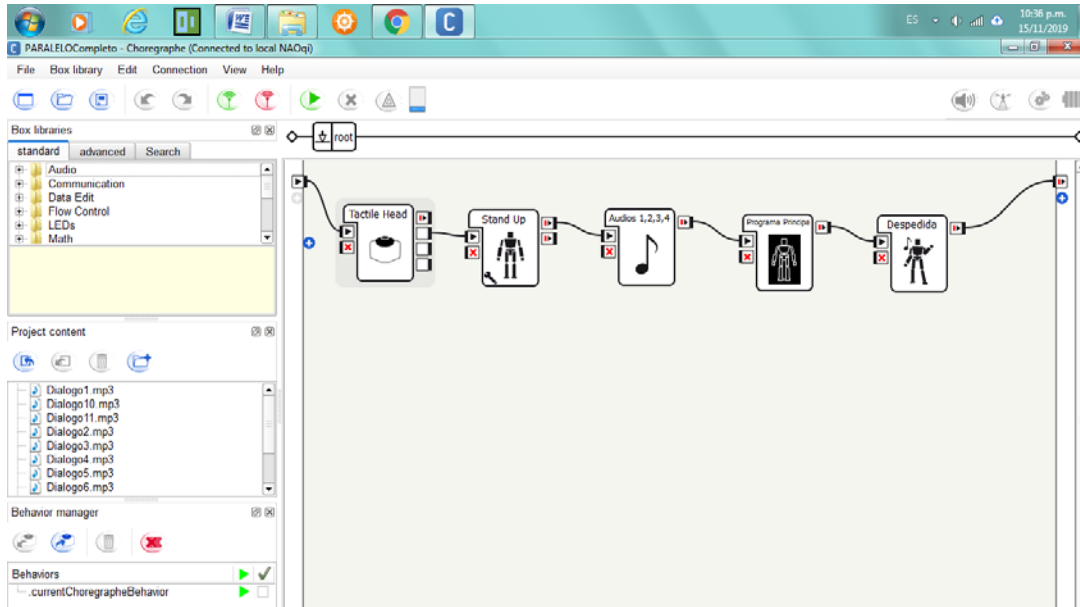 ES
10:36 p.m.
15/11/2019
PARALELOCompleto - Choregraphe (Connected to local NAOqi)
File Box library Edit Connection View Help
Box libraries
standard advanced Search
Audio
Communication
Data Edit
Flow Control
LEDs
Math
root
Tactile Head
Stand Up
Audios 1,2,3,4
Programa Principa
Despedida
Project content
Dialogo1.mp3
Dialogo10.mp3
Dialogo11.mp3
Dialogo2.mp3
Dialogo3.mp3
Dialogo4.mp3
Dialogo5.mp3
Dialogo6.mp3
Behavior manager
Behaviors
.currentChoregrapheBehavior